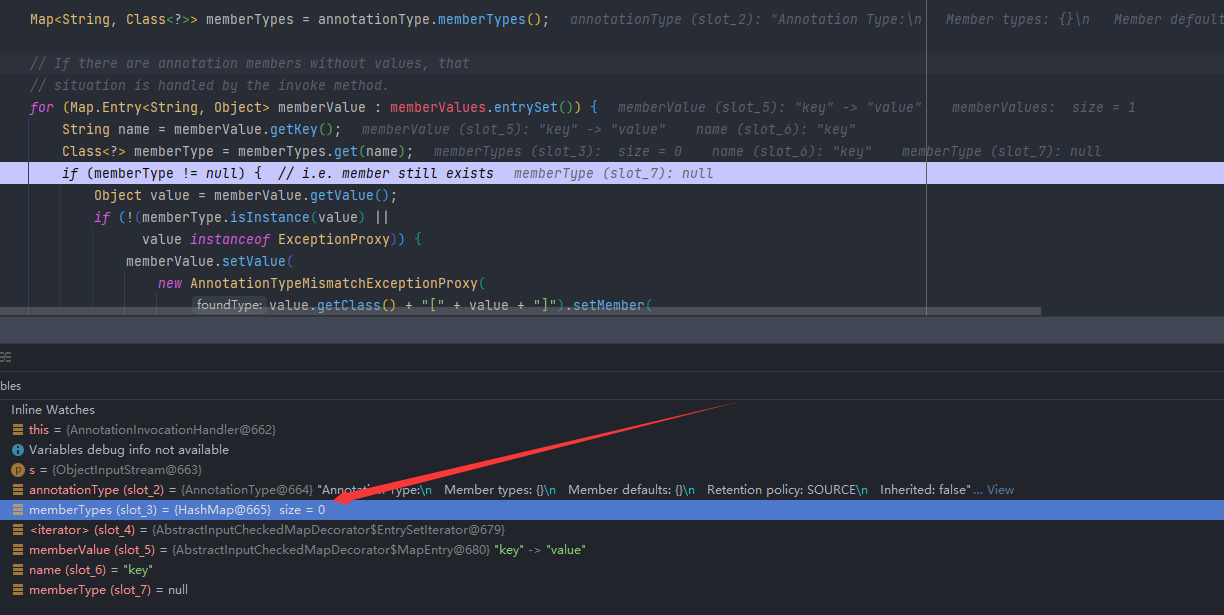 Map<String, Class<?>> memberTypes = annotationType.memberTypes(); annotationType (slot_2): "Annotation Type:\n Member types: {}\n Member default
// If there are annotation members without values, that
// situation is handled by the invoke method.
for (Map.Entry<String, Object> memberValue : memberValues.entrySet()) { memberValue (slot_5): "key" -> "value" memberValues: size = 1
String name = memberValue.getKey(); memberValue (slot_5): "key" -> "value" name (slot_6): "key"
Class<?> memberType = memberTypes.get(name); memberTypes (slot_3): size = 0 name (slot_6): "key" memberType (slot_7): null
if (memberType != null) { // i.e. member still exists memberType (slot_7): null
Object value = memberValue.getValue();
if (!(memberType.isInstance(value) ||
value instanceof ExceptionProxy)) {
memberValue.setValue(
new AnnotationTypeMismatchExceptionProxy(
foundType: value.getClass() + "[" + value + "]").setMember(
bles
Inline Watches
this = {AnnotationInvocationHandler@662}
Variables debug info not available
s = {ObjectInputStream@663}
annotationType (slot_2) = {AnnotationType@664} "Annotation Type:\n Member types: {}\n Member defaults: {}\n Retention policy: SOURCE\n Inherited: false"... View
memberTypes (slot_3) = {HashMap@665} size = 0
<iterator> (slot_4) = {AbstractInputCheckedMapDecorator$EntrySetIterator@679}
memberValue (slot_5) = {AbstractInputCheckedMapDecorator$MapEntry@680} "key" -> "value"
name (slot_6) = "key"
memberType (slot_7) = null